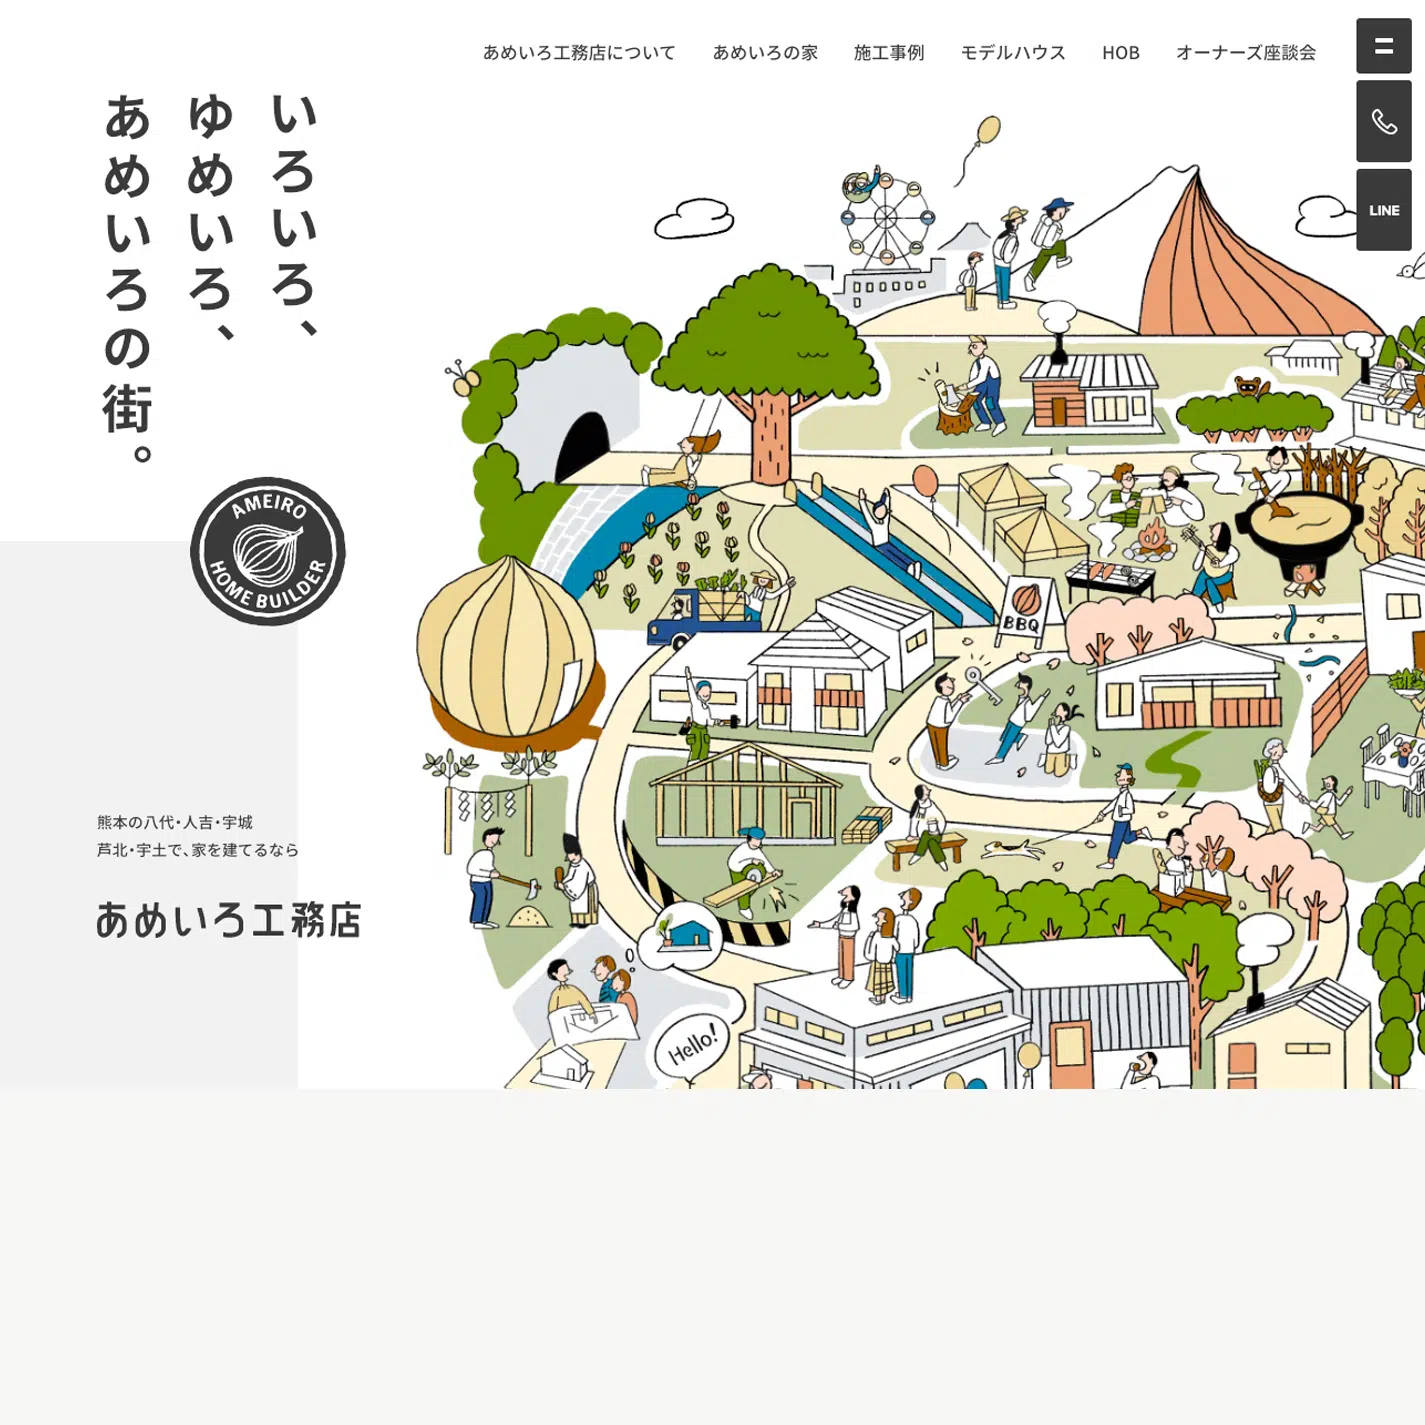 あめいろ工務店について
あめいろの家
施工事例
モデルハウス
HOB
オーナーズ座談会
LINE
いろいろ、
ゆめいろ、
あめいろの街。
AMEIRO
HOME BUILDER
BBQ
熊本の八代・人吉・宇城
芦北・宇土で、家を建てるなら
あめいろ工務店
Hello!